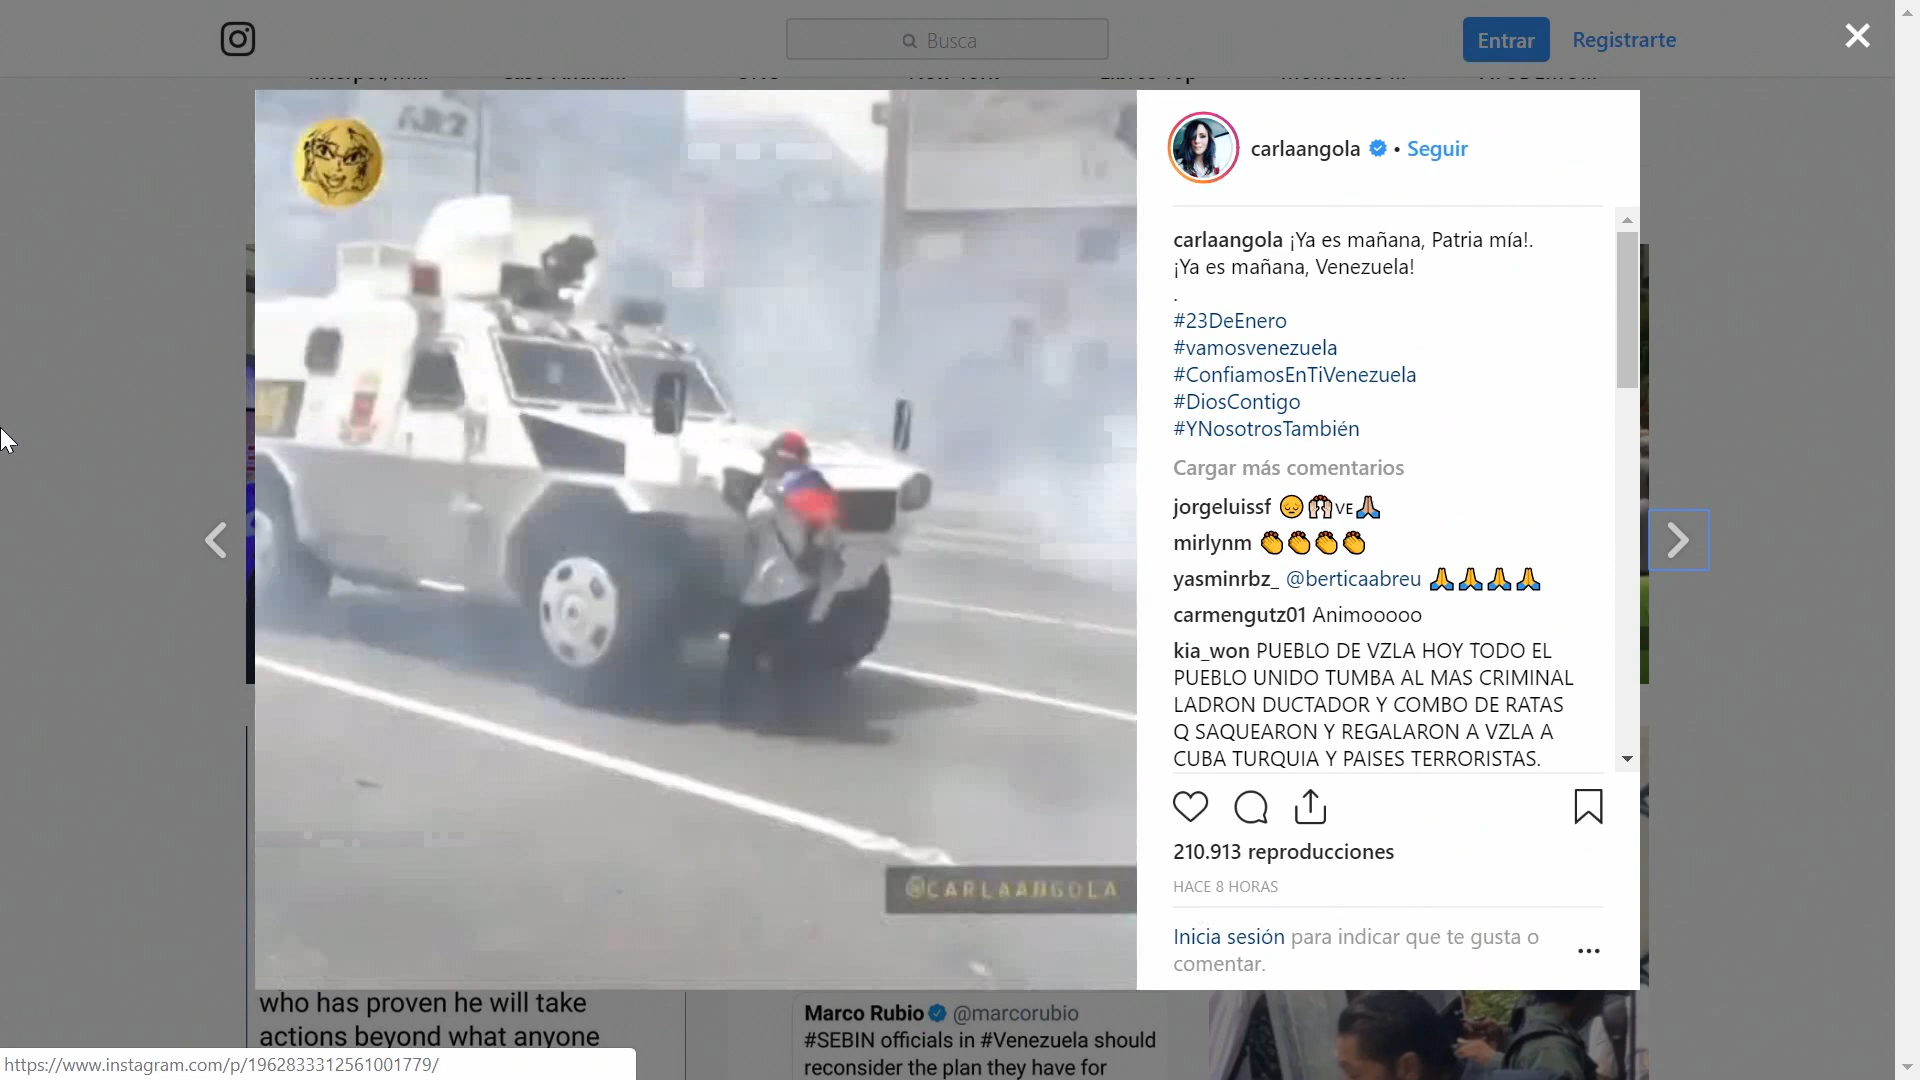 Busca
Entrar
Registrarte
carlaangola • Seguir
carlaangola ¡Ya es mañana, Patria mía!.
¡Ya es mañana, Venezuela!
.
#23DeEnero
#vamosvenezuela
#ConfiamosEnTiVenezuela
#DiosContigo
#YNosotrosTambién
Cargar más comentarios
jorgeluissf 😔🙌🏻🇻🇪🙏🏽
mirlynm 👏👏👏👏
yasminrbz_ @berticaabreu 🙏🙏🙏🙏
carmengutz01 Animooooo
kia_won PUEBLO DE VZLA HOY TODO EL
PUEBLO UNIDO TUMBA AL MAS CRIMINAL
LADRON DUCTADOR Y COMBO DE RATAS
Q SAQUEARON Y REGALARON A VZLA A
CUBA TURQUIA Y PAISES TERRORISTAS.
210.913 reproducciones
HACE 8 HORAS
Inicia sesión para indicar que te gusta o
comentar.
@CARLAANGOLA
who has proven he will take
actions beyond what anyone
Marco Rubio @marcorubio
#SEBIN officials in #Venezuela should
reconsider the plan they have for
https://www.instagram.com/p/1962833312561001779/